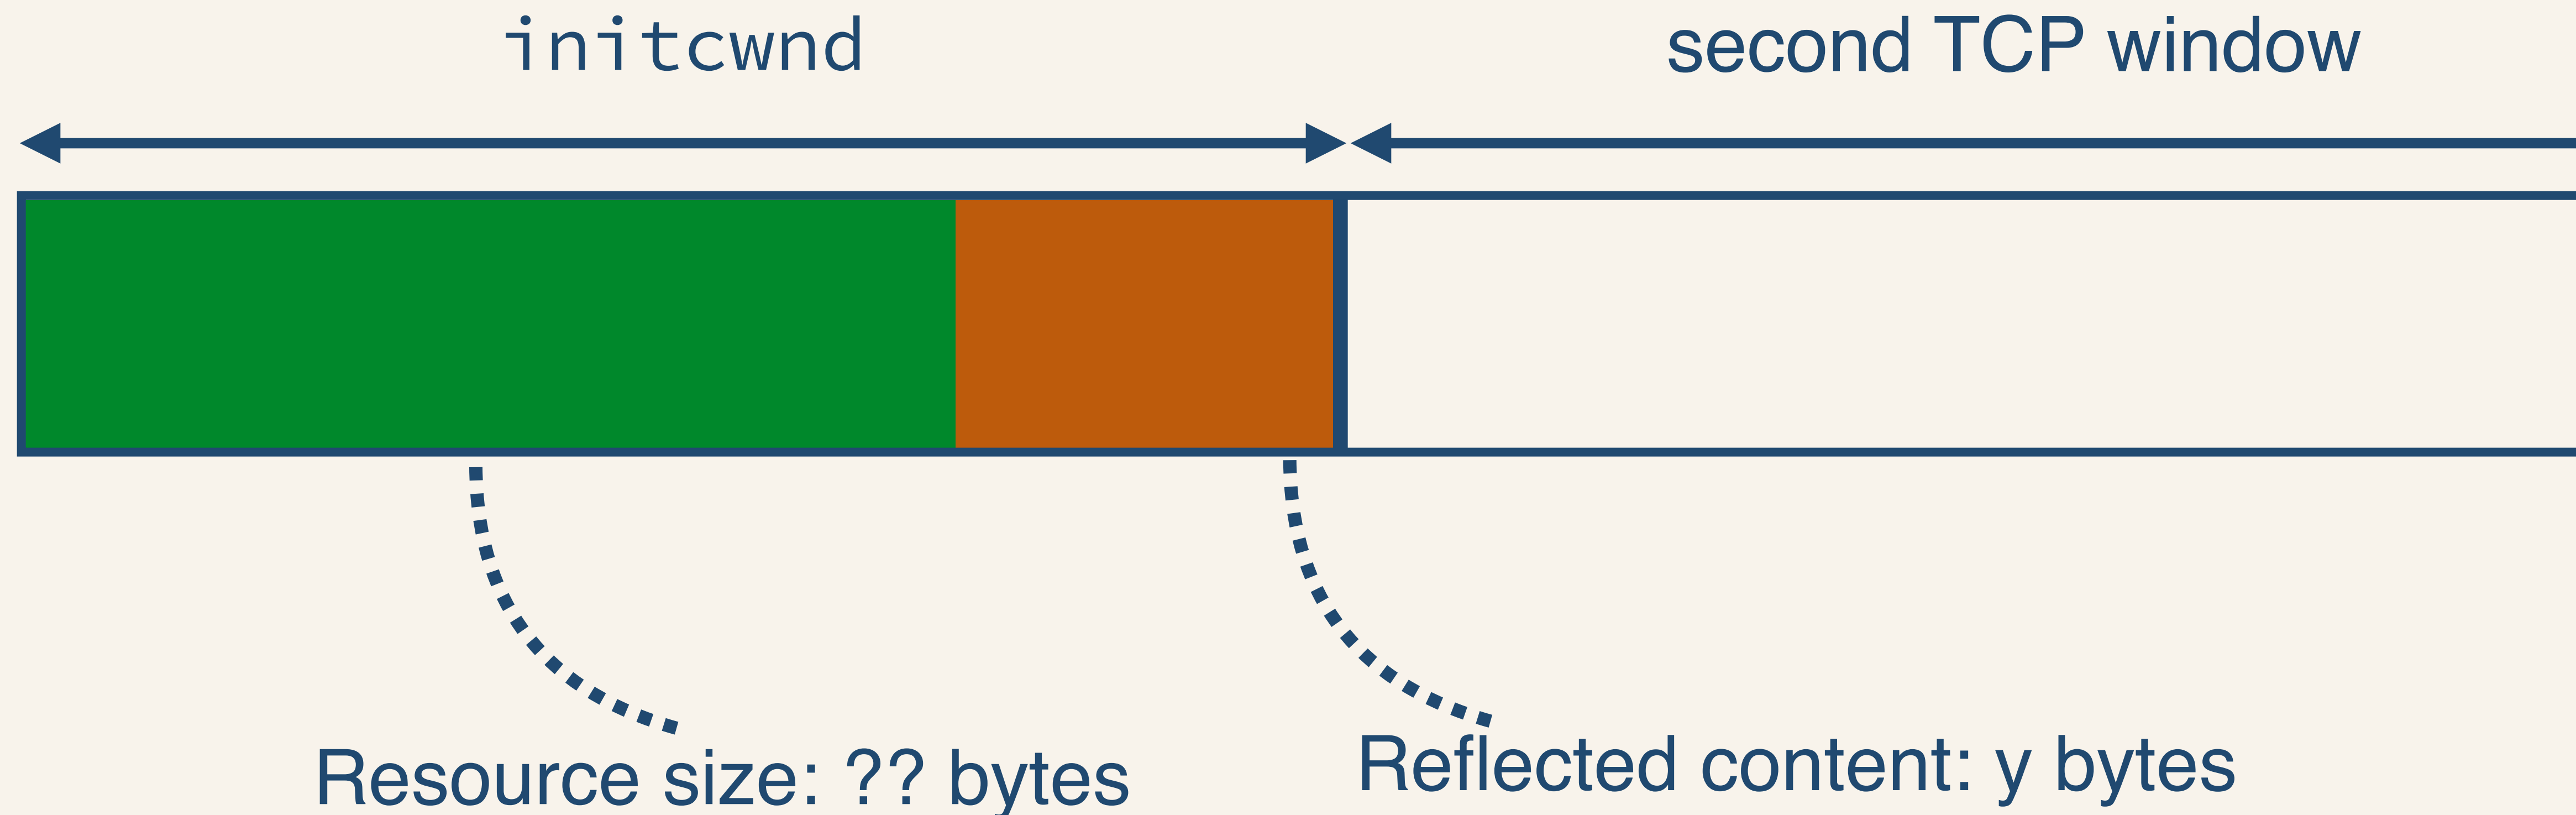 initcwnd
second TCP window
Resource size: ?? bytes
Reflected content: y bytes